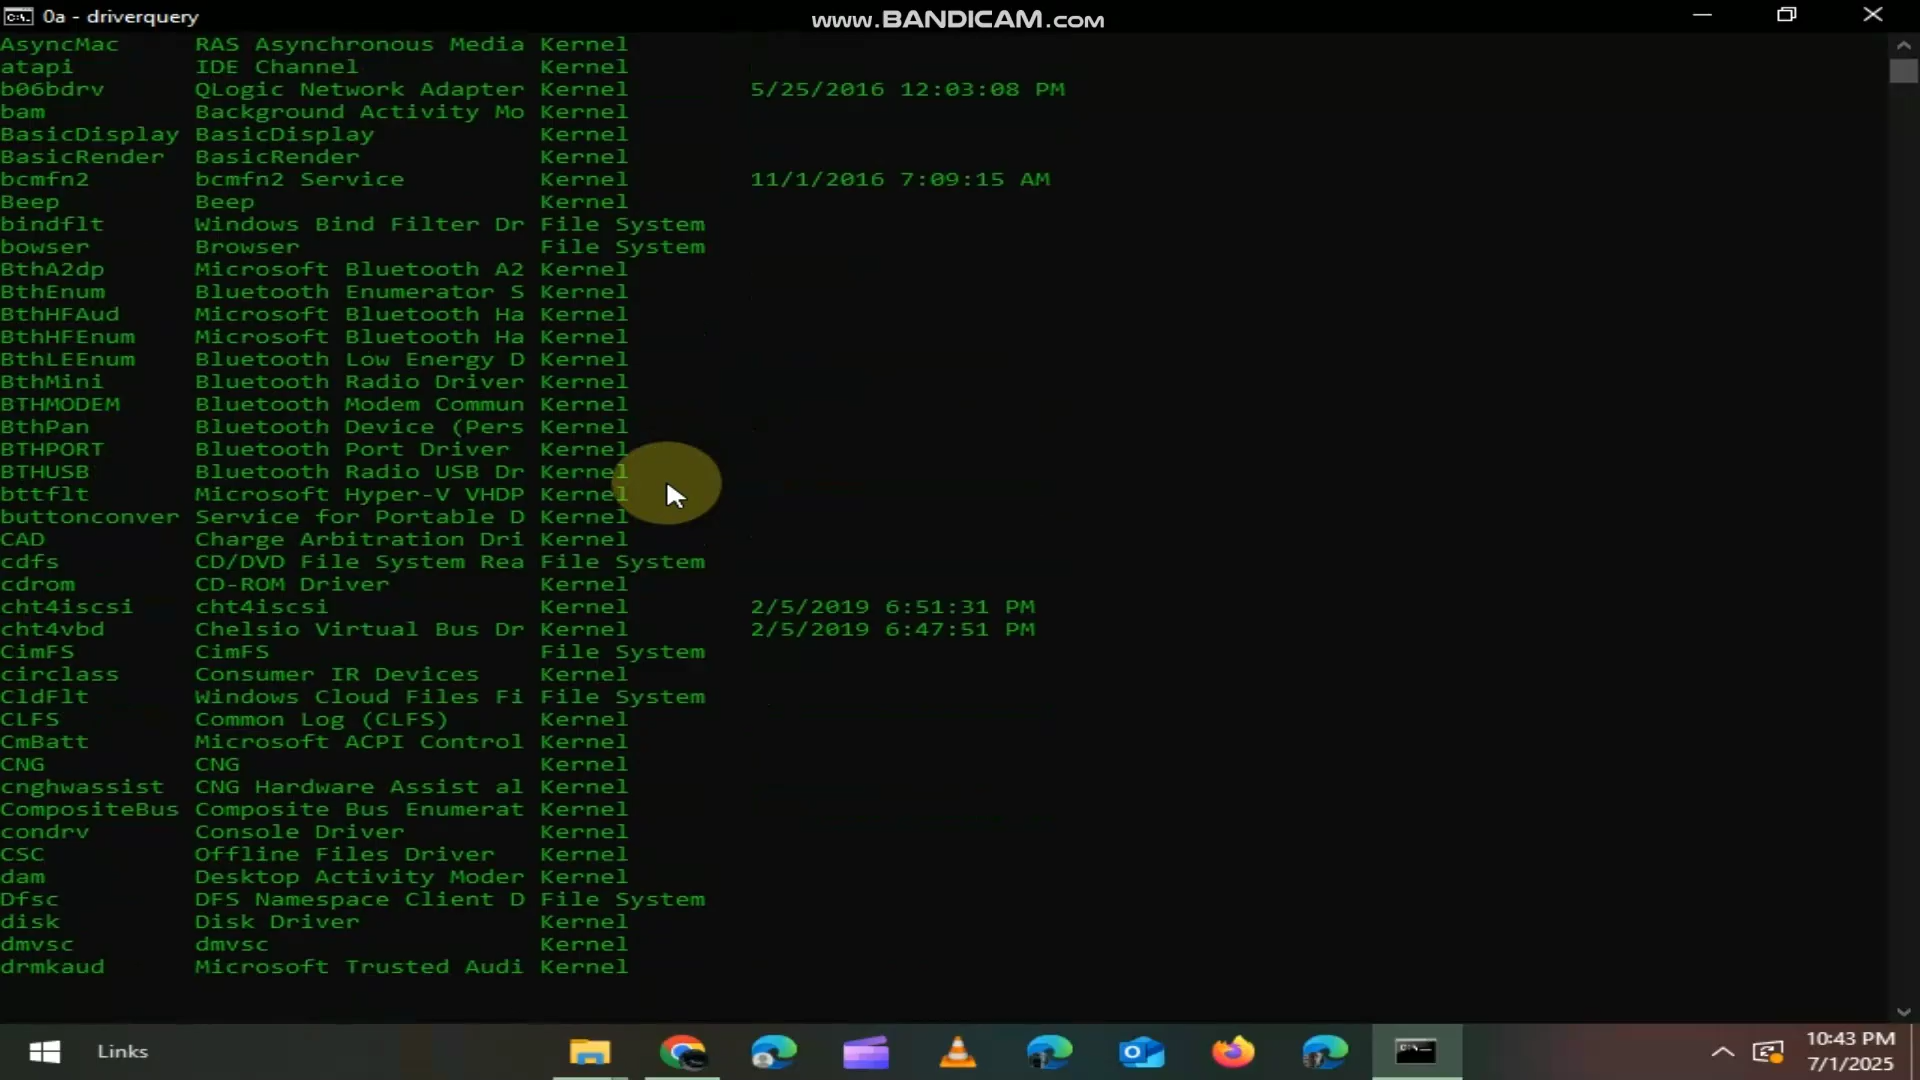 0a - driverquery
www.BANDICAM.com
AsyncMac RAS Asynchronous Media Kernel
atapi IDE Channel Kernel
b06bdrv QLogic Network Adapter Kernel 5/25/2016 12:03:08 PM
bam Background Activity Mo Kernel
BasicDisplay BasicDisplay Kernel
BasicRender BasicRender Kernel
bcmfn2 bcmfn2 Service Kernel 11/1/2016 7:09:15 AM
Beep Beep Kernel
bindflt Windows Bind Filter Dr File System
bowser Browser File System
BthA2dp Microsoft Bluetooth A2 Kernel
BthEnum Bluetooth Enumerator S Kernel
BthHFAud Microsoft Bluetooth Ha Kernel
BthHFEnum Microsoft Bluetooth Ha Kernel
BthLEEnum Bluetooth Low Energy D Kernel
BthMini Bluetooth Radio Driver Kernel
BTHMODEM Bluetooth Modem Commun Kernel
BthPan Bluetooth Device (Pers Kernel
BTHPORT Bluetooth Port Driver Kernel
BTHUSB Bluetooth Radio USB Dr Kernel
bttflt Microsoft Hyper-V VHDP Kernel
buttonconver Service for Portable D Kernel
CAD Charge Arbitration Dri Kernel
cdfs CD/DVD File System Rea File System
cdrom CD-ROM Driver Kernel
cht4iscsi cht4iscsi Kernel 2/5/2019 6:51:31 PM
cht4vbd Chelsio Virtual Bus Dr Kernel 2/5/2019 6:47:51 PM
CimFS CimFS File System
circlass Consumer IR Devices Kernel
CldFlt Windows Cloud Files Fi File System
CLFS Common Log (CLFS) Kernel
CmBatt Microsoft ACPI Control Kernel
CNG CNG Kernel
cnghwassist CNG Hardware Assist al Kernel
CompositeBus Composite Bus Enumerat Kernel
condrv Console Driver Kernel
CSC Offline Files Driver Kernel
dam Desktop Activity Moder Kernel
Dfsc DFS Namespace Client D File System
disk Disk Driver Kernel
dmvsc dmvsc Kernel
drmkaud Microsoft Trusted Audi Kernel
Links
10:43 PM
7/1/2025